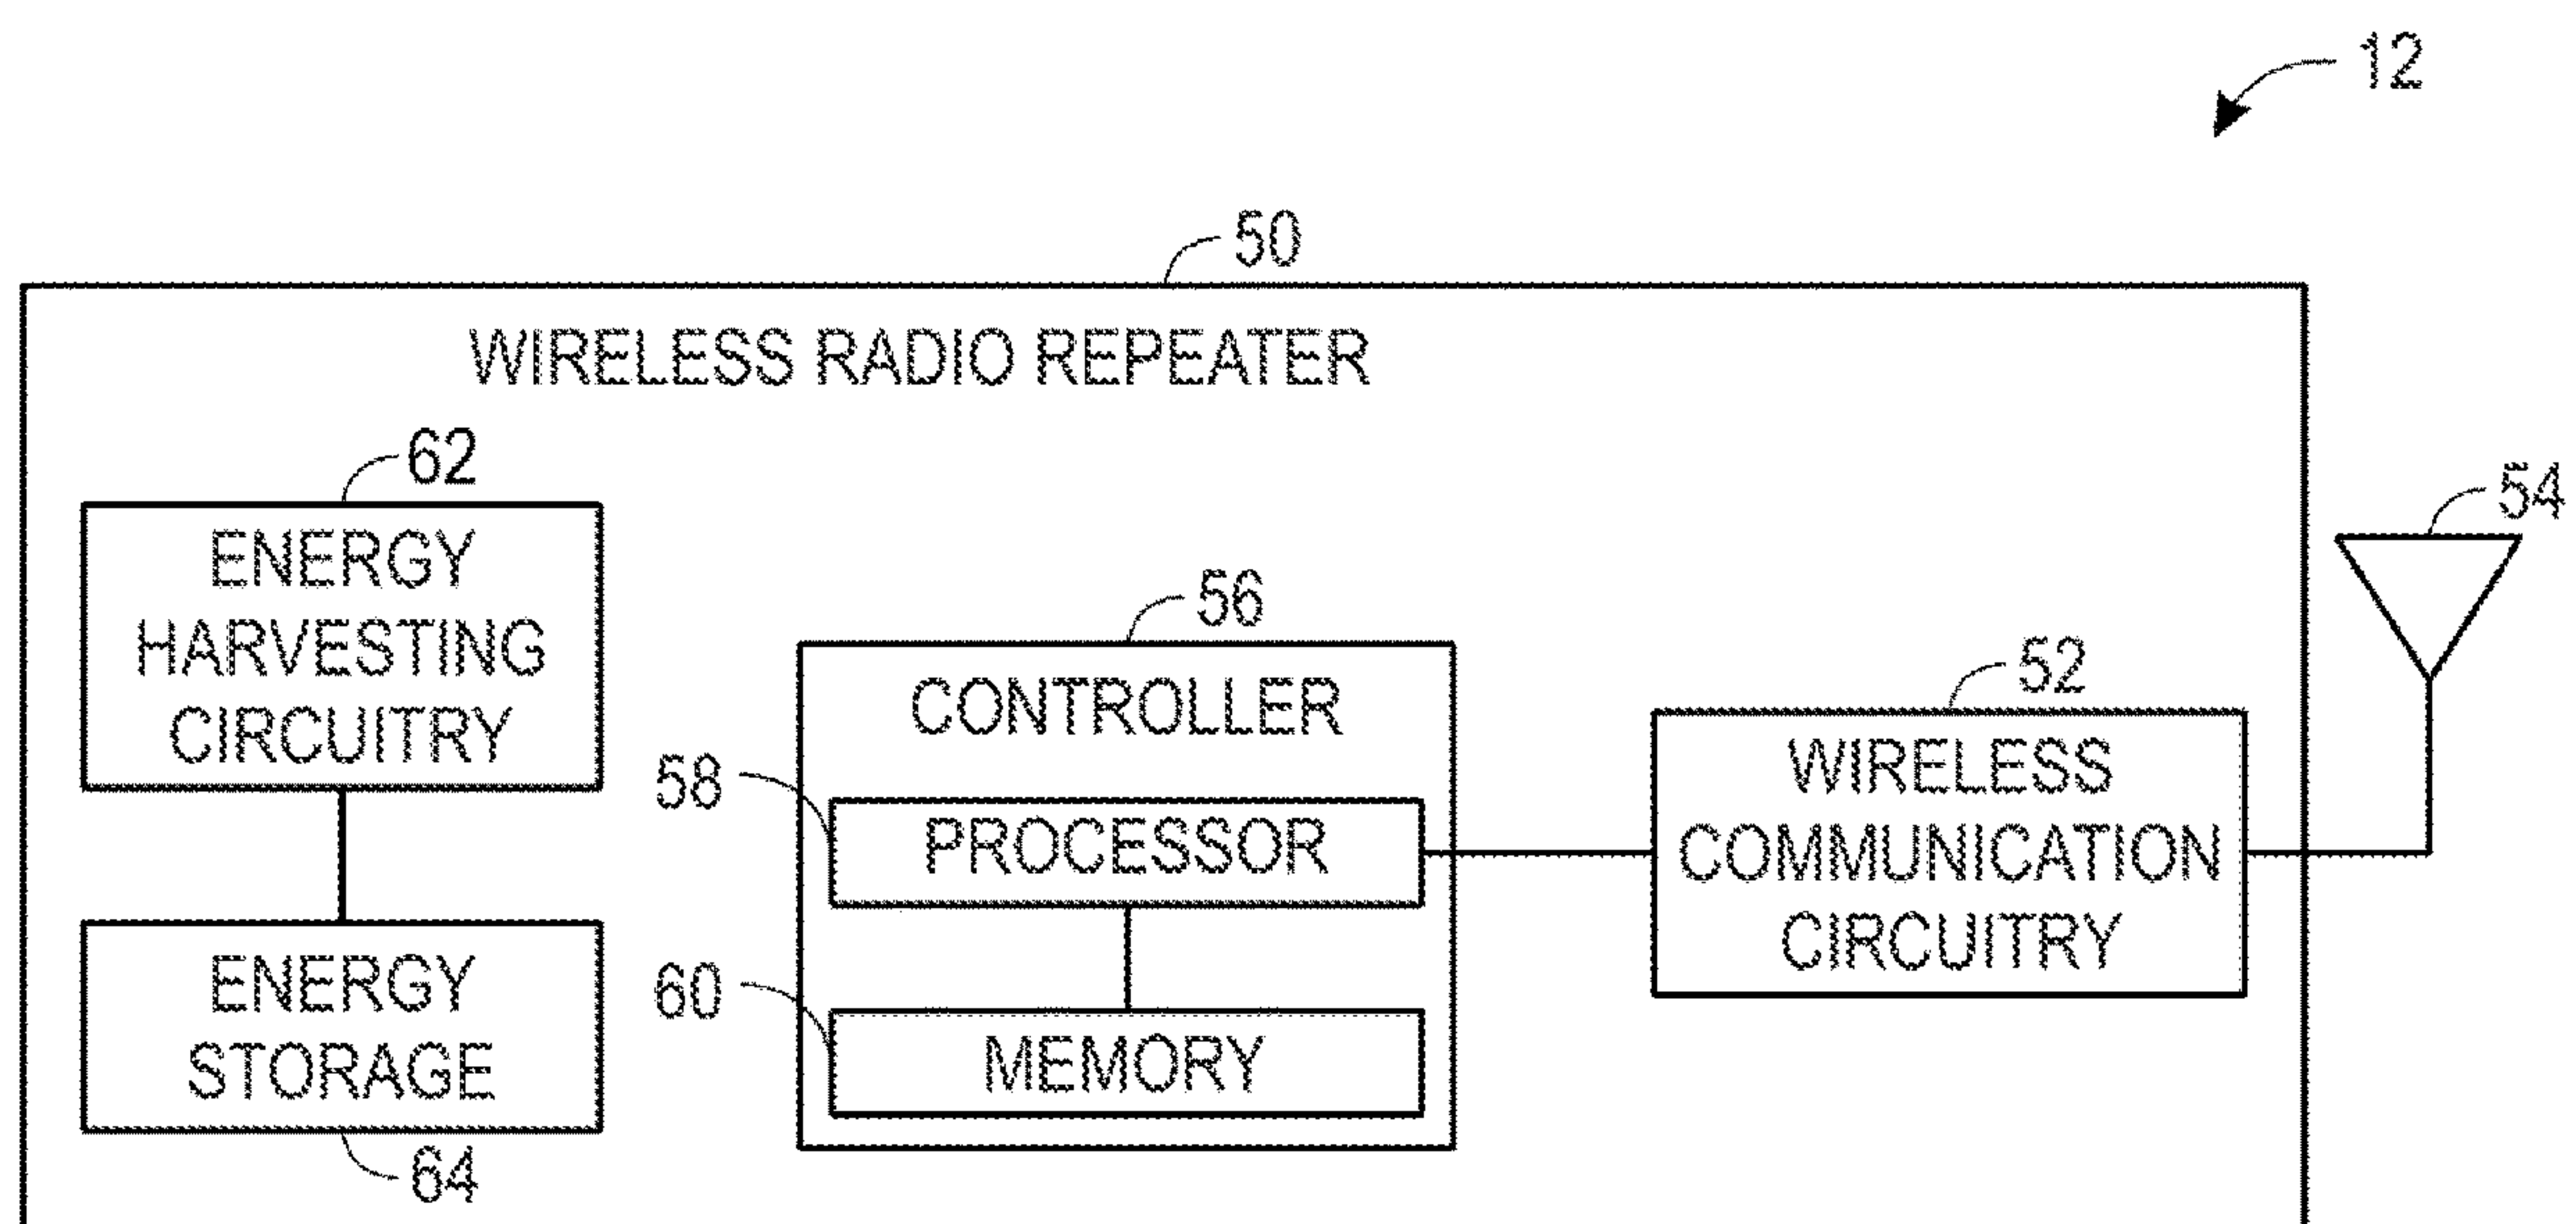 12
50
WIRELESS RADIO REPEATER
62
ENERGY
HARVESTING
CIRCUITRY
ENERGY
STORAGE
64
56
CONTROLLER
58
PROCESSOR
60
MEMORY
52
WIRELESS
COMMUNICATION
CIRCUITRY
54